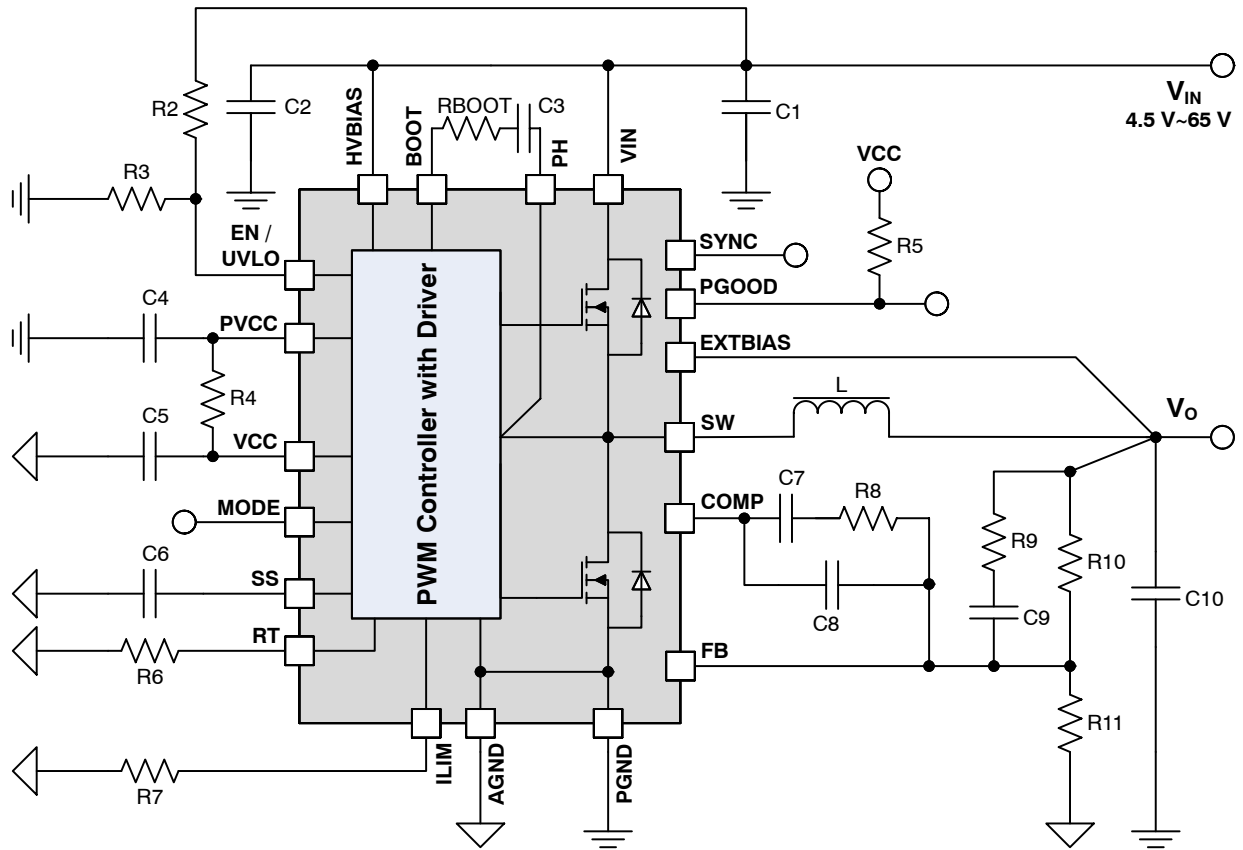 R2
C2
RBOOT
C3
C1
VIN
4.5 V~65 V
HVBIAS
BOOT
PH
VIN
VCC
R3
EN /
UVLO
SYNC
R5
PGOOD
C4
PVCC
EXTBIAS
R4
L
VO
C5
VCC
SW
PWM Controller with Driver
MODE
COMP
C7
R8
R9
R10
C6
SS
C8
C9
C10
RT
FB
R6
R11
R7
ILIM
AGND
PGND